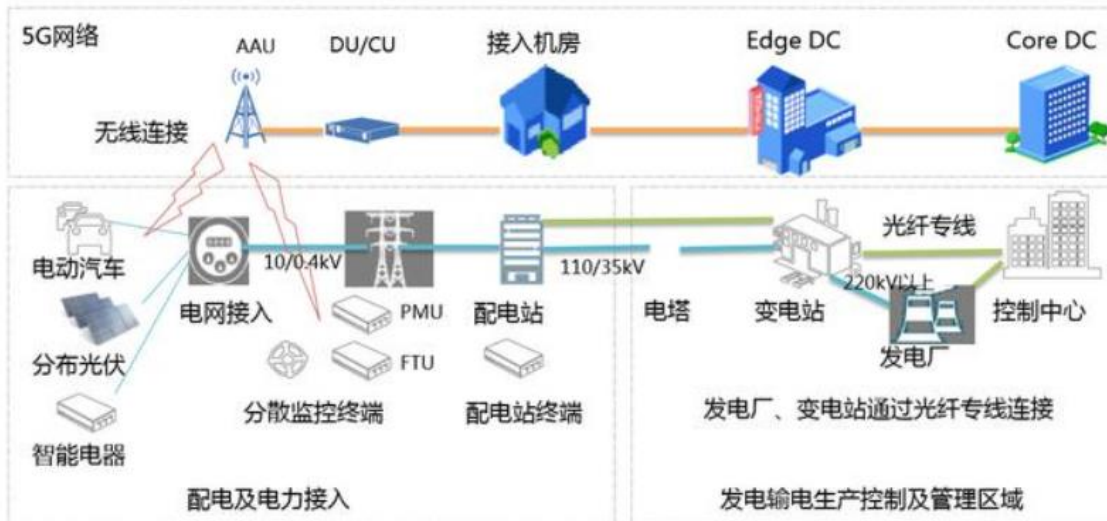 5G网络
AAU
DU/CU
接入机房
Edge DC
Core DC
无线连接
电动汽车
10/0.4kV
电网接入
PMU
配电站
110/35kV
电塔
变电站
220kV以上
光纤专线
控制中心
发电厂
分布光伏
FTU
分散监控终端
配电站终端
智能电器
发电厂、变电站通过光纤专线连接
配电及电力接入
发电输电生产控制及管理区域